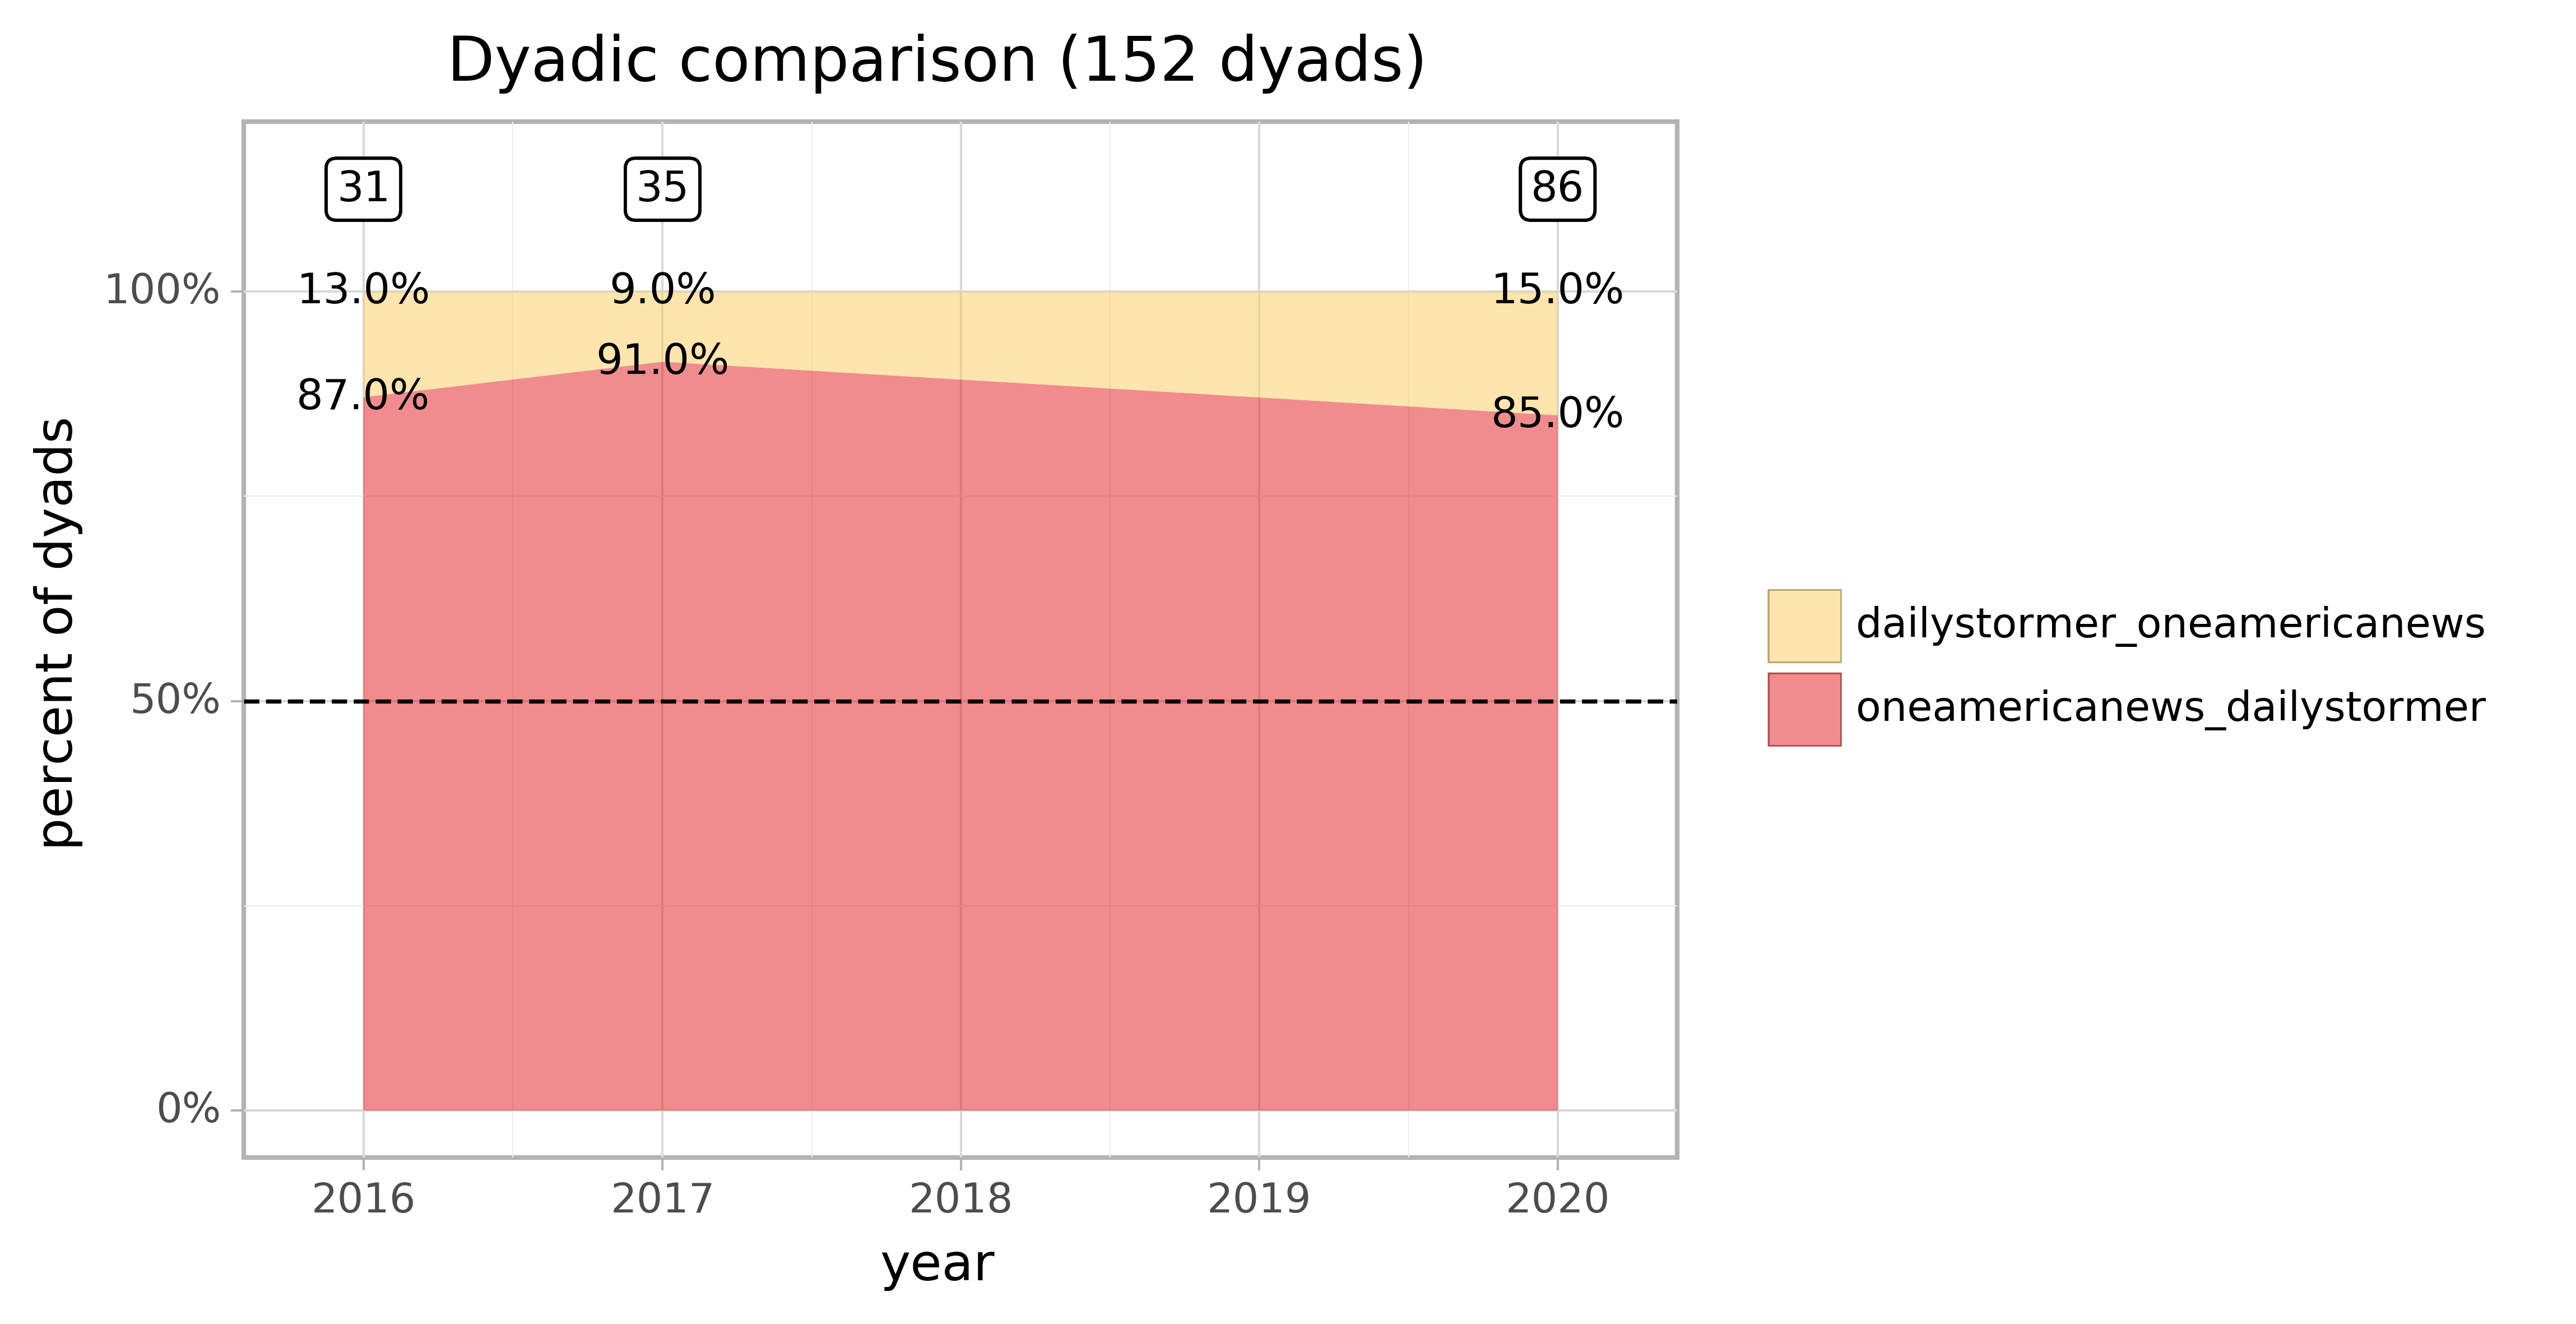 Dyadic comparison (152 dyads)
31 35 86
100% 13.0% 9.0% 15.0%
91.0%
87.0%
85.0%
50%
0%
percent of dyads
2016 2017 2018 2019 2020
year
dailystormer_oneamericanews
oneamericanews_dailystormer